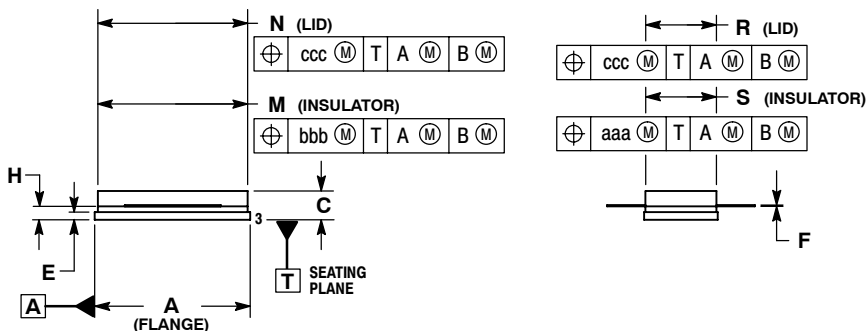 N (LID)
⌖ ccc Ⓜ T A Ⓜ B Ⓜ
M (INSULATOR)
⌖ bbb Ⓜ T A Ⓜ B Ⓜ
R (LID)
⌖ ccc Ⓜ T A Ⓜ B Ⓜ
S (INSULATOR)
⌖ aaa Ⓜ T A Ⓜ B Ⓜ
H
C
3
E
T SEATING
PLANE
F
A
A
(FLANGE)